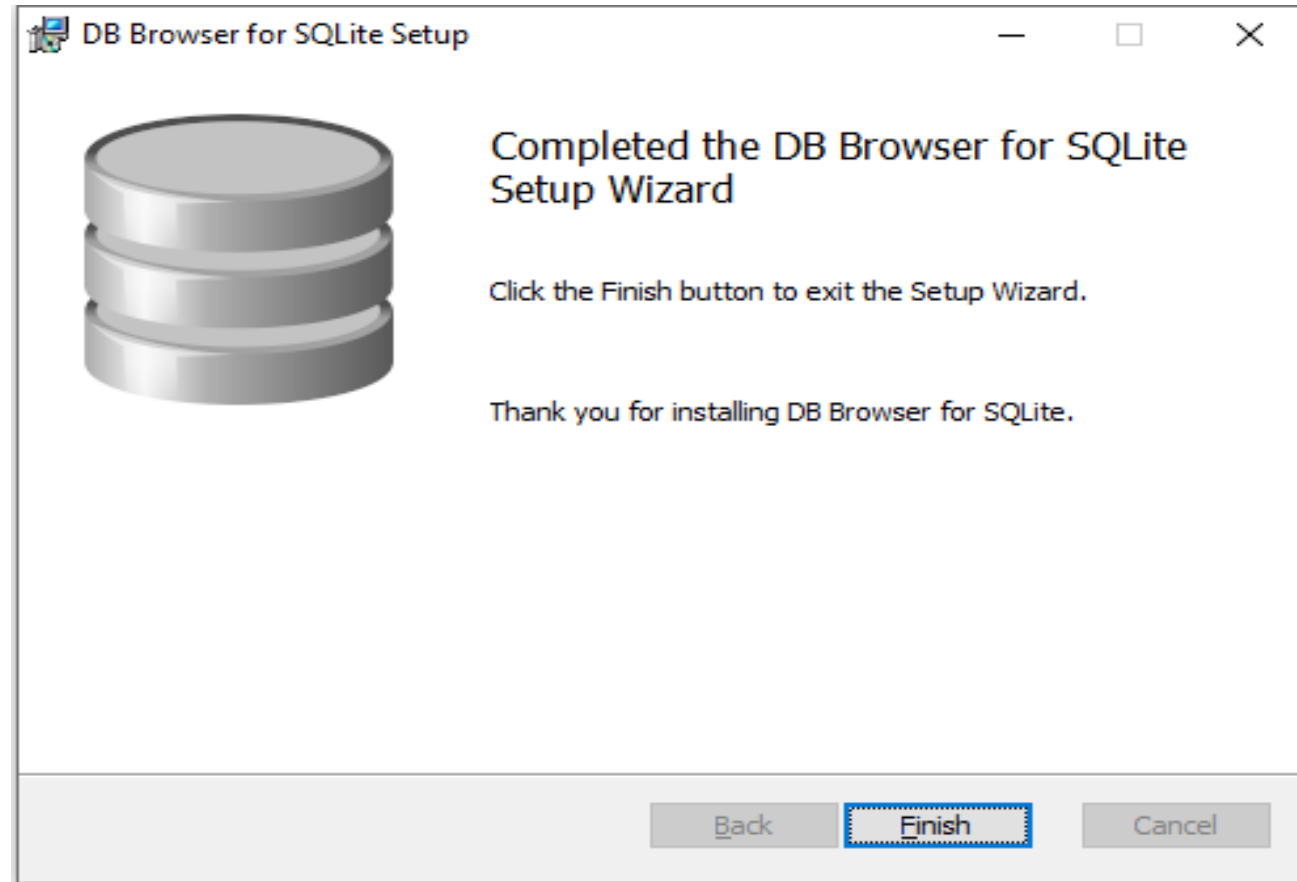 DB Browser for SQLite Setup
Completed the DB Browser for SQLite
Setup Wizard
Click the Finish button to exit the Setup Wizard.
Thank you for installing DB Browser for SQLite.
Back Finish Cancel